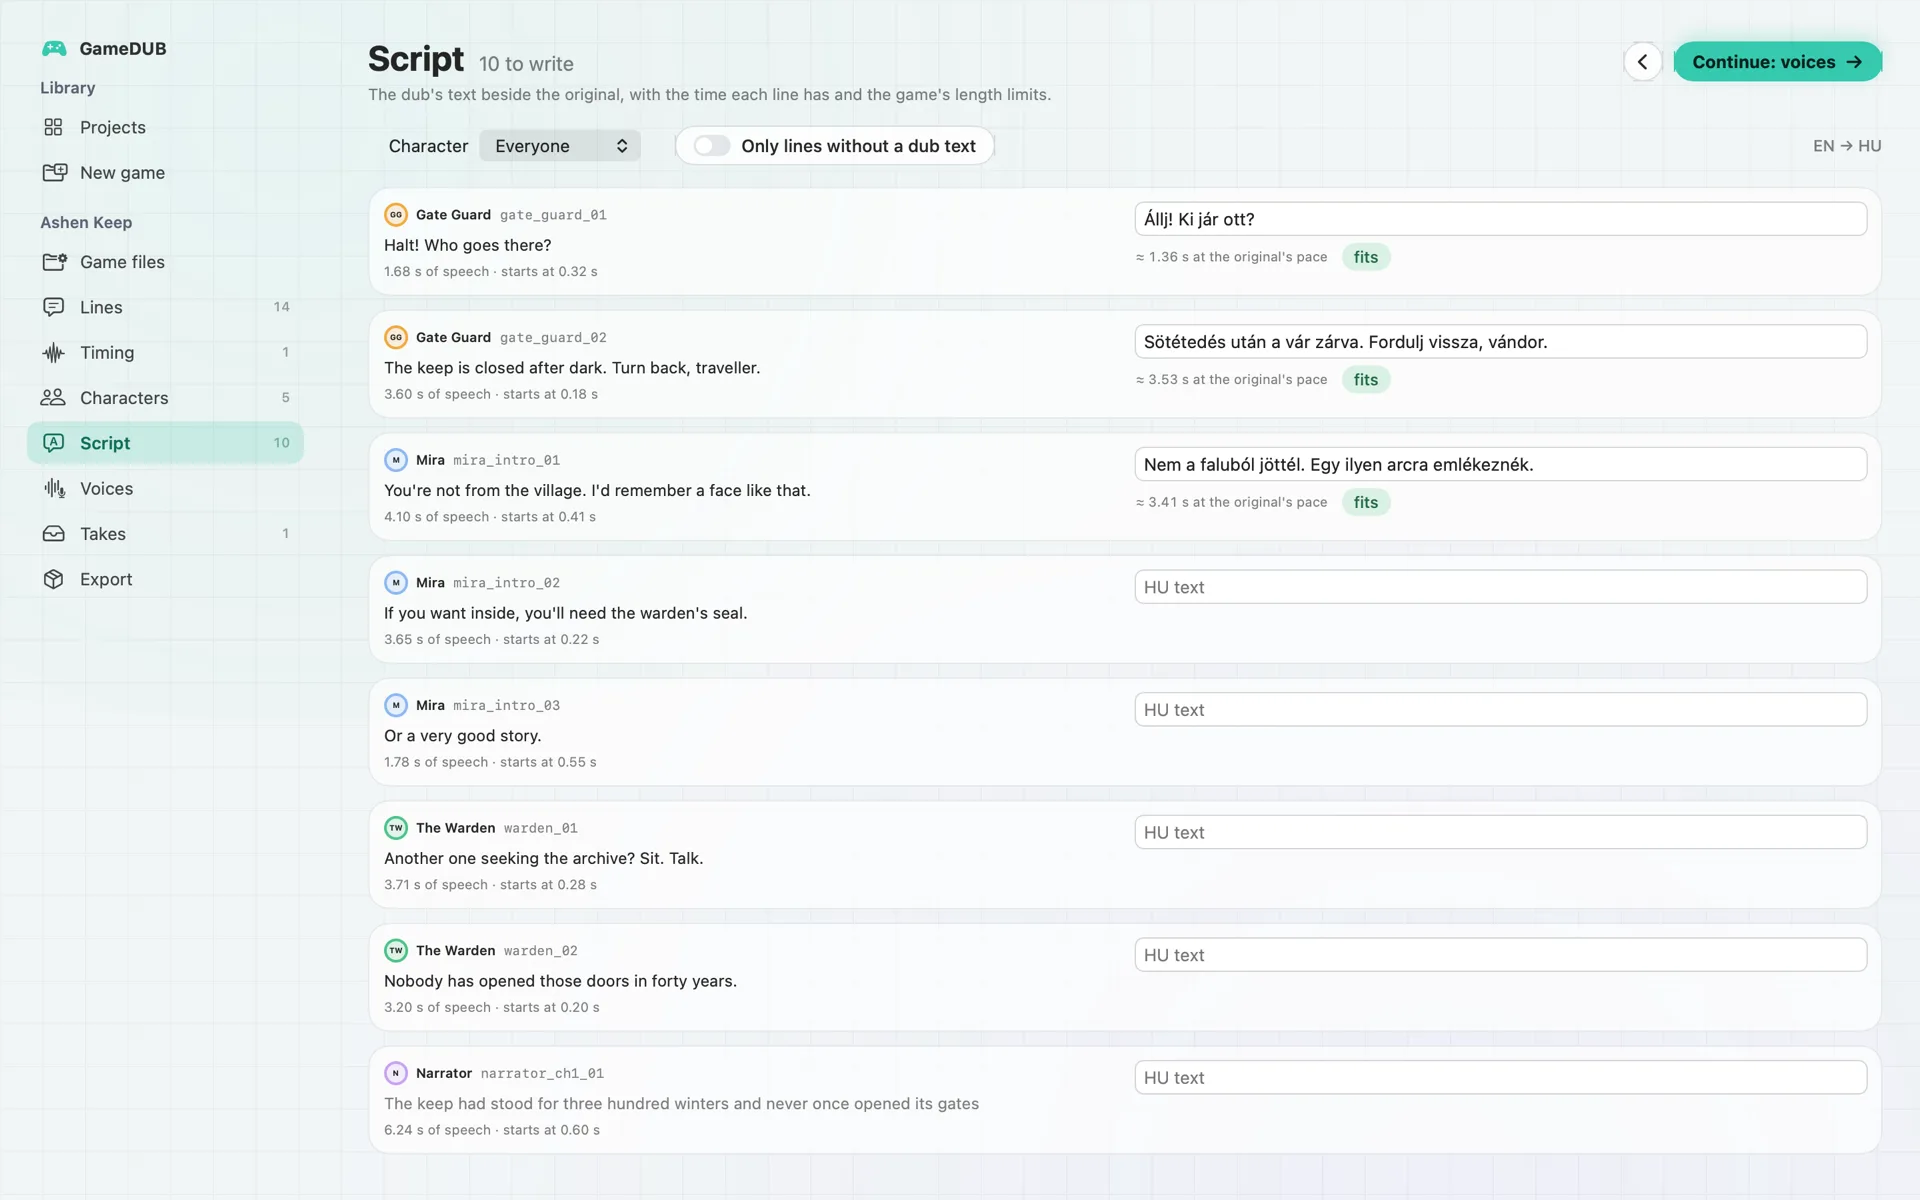 GameDUB
Library
Projects
New game
Ashen Keep
Game files
Lines 14
Timing 1
Characters 5
A Script 10
Voices
Takes 1
Export
Script 10 to write
The dub's text beside the original, with the time each line has and the game's length limits.
Continue: voices →
Character Everyone Only lines without a dub text EN → HU
GG Gate Guard gate_guard_01
Halt! Who goes there?
1.68 s of speech · starts at 0.32 s
Állj! Ki jár ott?
≈ 1.36 s at the original's pace fits
GG Gate Guard gate_guard_02
The keep is closed after dark. Turn back, traveller.
3.60 s of speech · starts at 0.18 s
Sötétedés után a vár zárva. Fordulj vissza, vándor.
≈ 3.53 s at the original's pace fits
M Mira mira_intro_01
You're not from the village. I'd remember a face like that.
4.10 s of speech · starts at 0.41 s
Nem a faluból jöttél. Egy ilyen arcra emlékeznék.
≈ 3.41 s at the original's pace fits
M Mira mira_intro_02
If you want inside, you'll need the warden's seal.
3.65 s of speech · starts at 0.22 s
HU text
M Mira mira_intro_03
Or a very good story.
1.78 s of speech · starts at 0.55 s
HU text
TW The Warden warden_01
Another one seeking the archive? Sit. Talk.
3.71 s of speech · starts at 0.28 s
HU text
TW The Warden warden_02
Nobody has opened those doors in forty years.
3.20 s of speech · starts at 0.20 s
HU text
N Narrator narrator_ch1_01
The keep had stood for three hundred winters and never once opened its gates
6.24 s of speech · starts at 0.60 s
HU text